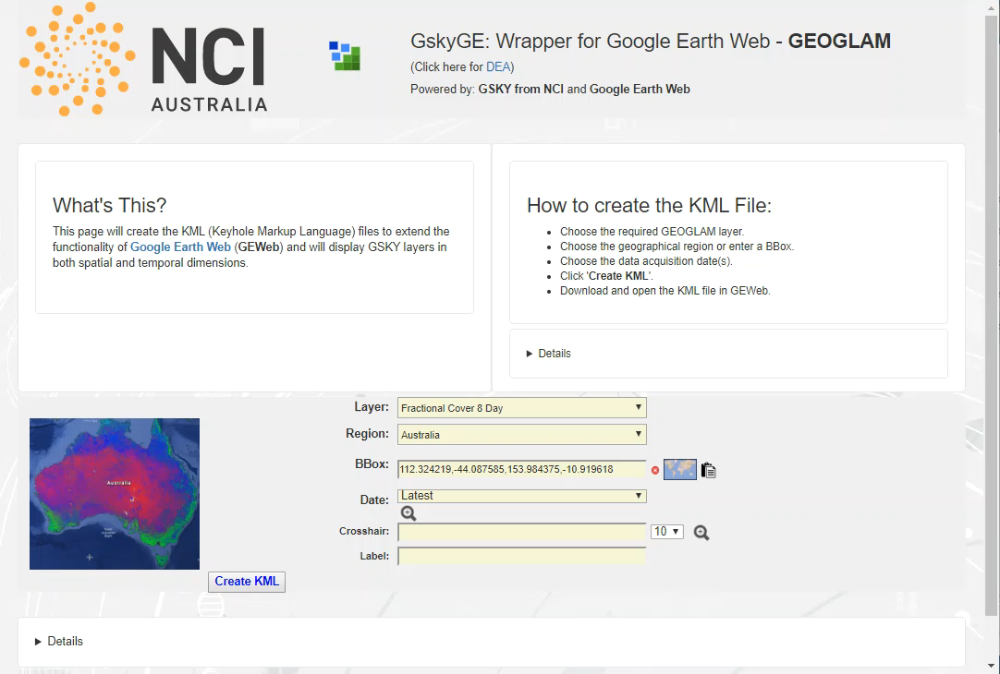 NCI
AUSTRALIA
GskyGE: Wrapper for Google Earth Web - GEOGLAM
(Click here for DEA)
Powered by: GSKY from NCI and Google Earth Web
What's This?
This page will create the KML (Keyhole Markup Language) files to extend the
functionality of Google Earth Web (GEWeb) and will display GSKY layers in
both spatial and temporal dimensions.
How to create the KML File:
Choose the required GEOGLAM layer.
Choose the geographical region or enter a BBox.
Choose the data acquisition date(s).
Click 'Create KML'.
Download and open the KML file in GEWeb.
Details
Layer: Fractional Cover 8 Day
Region: Australia
BBox: 112.324219,-44.087585,153.984375,-10.919618
Date: Latest
Crosshair: 10
Label:
Australia
Create KML
Details